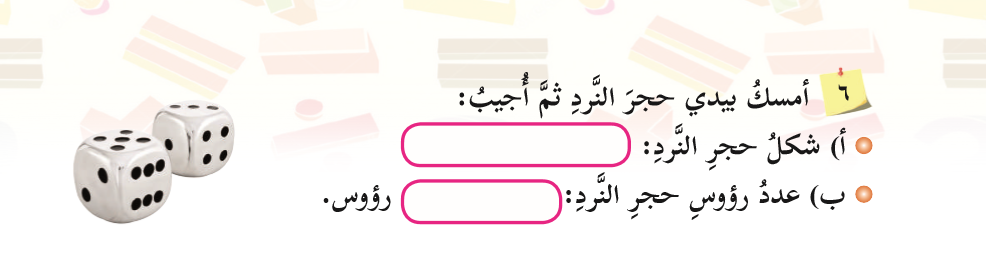 ٦ أمسكُ بيدي حجرَ النَّردِ ثمَّ أُجيبُ:
أ) شكلُ حجرِ النَّردِ:
ب) عددُ رؤوسِ حجرِ النَّردِ: رؤوس.